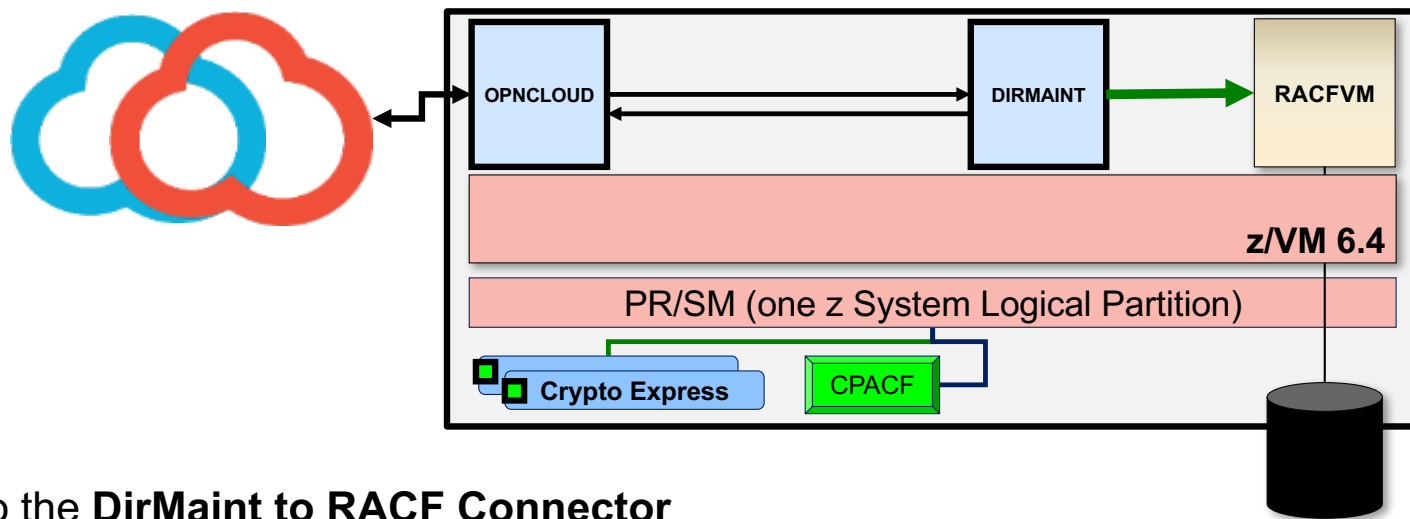 OPNCLOUD
DIRMAINT
RACFVM
z/VM 6.4
PR/SM (one z System Logical Partition)
Crypto Express
CPACF
the DirMaint to RACF Connector